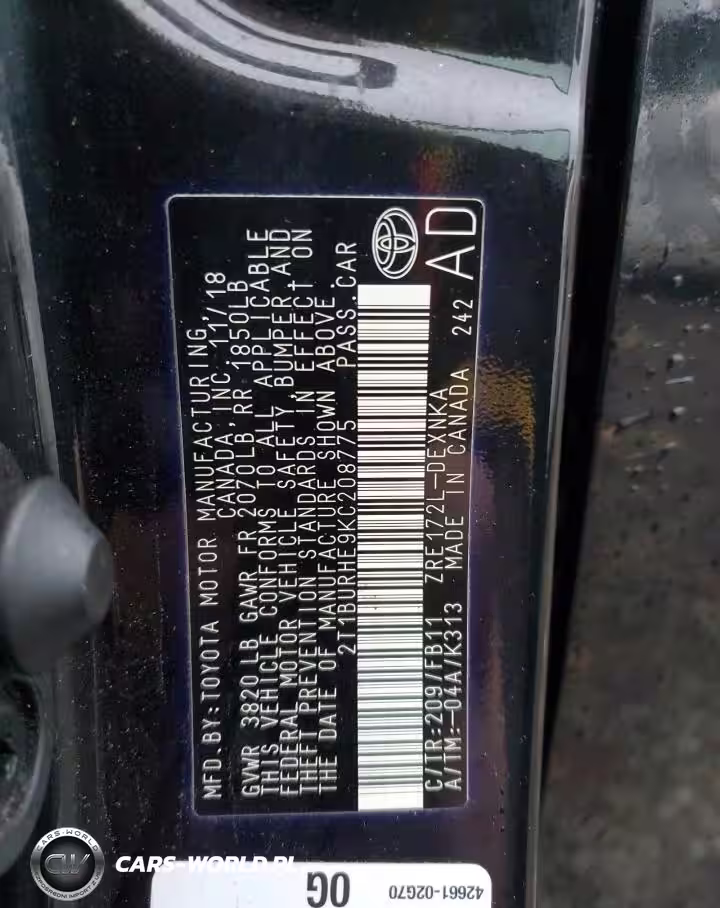 MFD.BY:TOYOTA MOTOR MANUFACTURING,
CANADA,INC. 11/18
GVWR 3820LB GAWR FR 2070LB,RR 1850LB
THIS VEHICLE CONFORMS TO ALL APPLICABLE
FEDERAL MOTOR VEHICLE SAFETY, BUMPER,AND
THEFT PREVENTION STANDARDS IN EFFECT ON
THE DATE OF MANUFACTURE SHOWN ABOVE.
2T1BURHE9KC208775 PASS.CAR
C/TR:209/FB11 ZRE172L-DEXNKA
A/TM:-04A/K313 MADE IN CANADA 242
AD
0G
42661-02G70
CARS-WORLD
CW
CARS-WORLD.PL